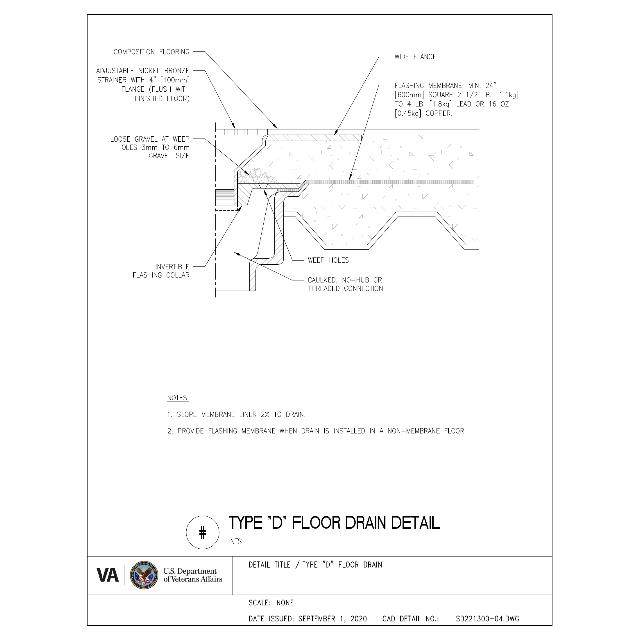 COMPOSITION FLOORING
ADJUSTABLE NICKEL BRONZE
STRAINER WITH 4" [100mm]
FLANGE (FLUSH WITH
FINISHED FLOOR)
LOOSE GRAVEL AT WEEP
HOLES 3mm TO 6mm
GRAVEL SIZE
INVERTIBLE
FLASHING COLLAR
WIDE FLANGE
FLASHING MEMBRANE MIN. 24"
[600mm] SQUARE 2 1/2 LB. [1.1kg]
TO 4 LB. [1.8kg] LEAD OR 16 OZ.
[0.45kg] COPPER.
WEEP HOLES
CAULKED, NO-HUB OR
THREADED CONNECTION
NOTES:
1. SLOPE MEMBRANE LINER 2% TO DRAIN.
2. PROVIDE FLASHING MEMBRANE WHEN DRAIN IS INSTALLED IN A NON-MEMBRANE FLOOR
# TYPE "D" FLOOR DRAIN DETAIL
NTS
VA U.S. Department
of Veterans Affairs
DETAIL TITLE / TYPE "D" FLOOR DRAIN
SCALE: NONE
DATE ISSUED: SEPTEMBER 1, 2020 CAD DETAIL NO.: SD221300-04.DWG